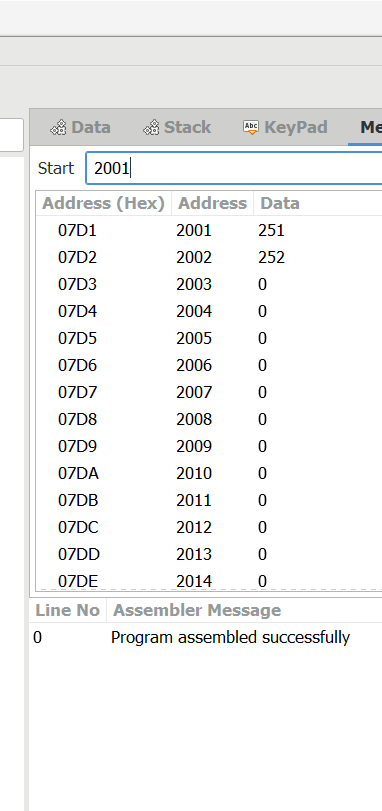 Data Stack KeyPad Me
Start 2001
Address (Hex) Address Data
07D1 2001 251
07D2 2002 252
07D3 2003 0
07D4 2004 0
07D5 2005 0
07D6 2006 0
07D7 2007 0
07D8 2008 0
07D9 2009 0
07DA 2010 0
07DB 2011 0
07DC 2012 0
07DD 2013 0
07DE 2014 0
Line No Assembler Message
0 Program assembled successfully